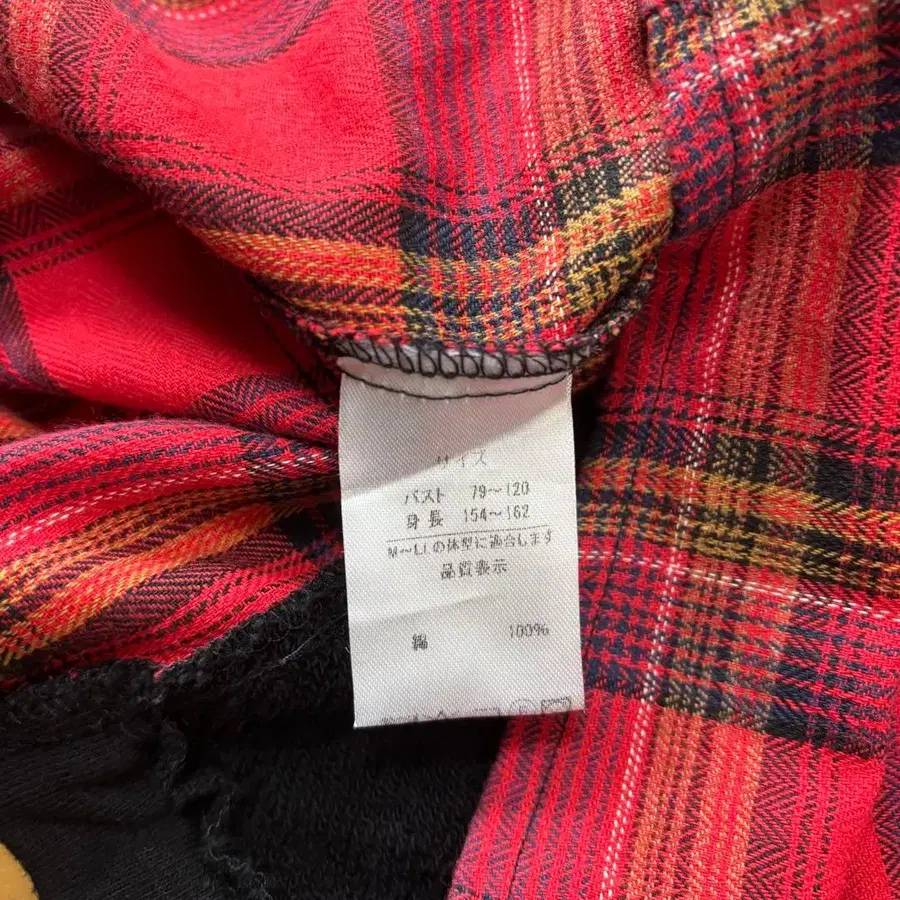 サイズ
バスト 79〜120
身長 154〜162
M〜LLの体型に適合します
品質表示
綿 100%